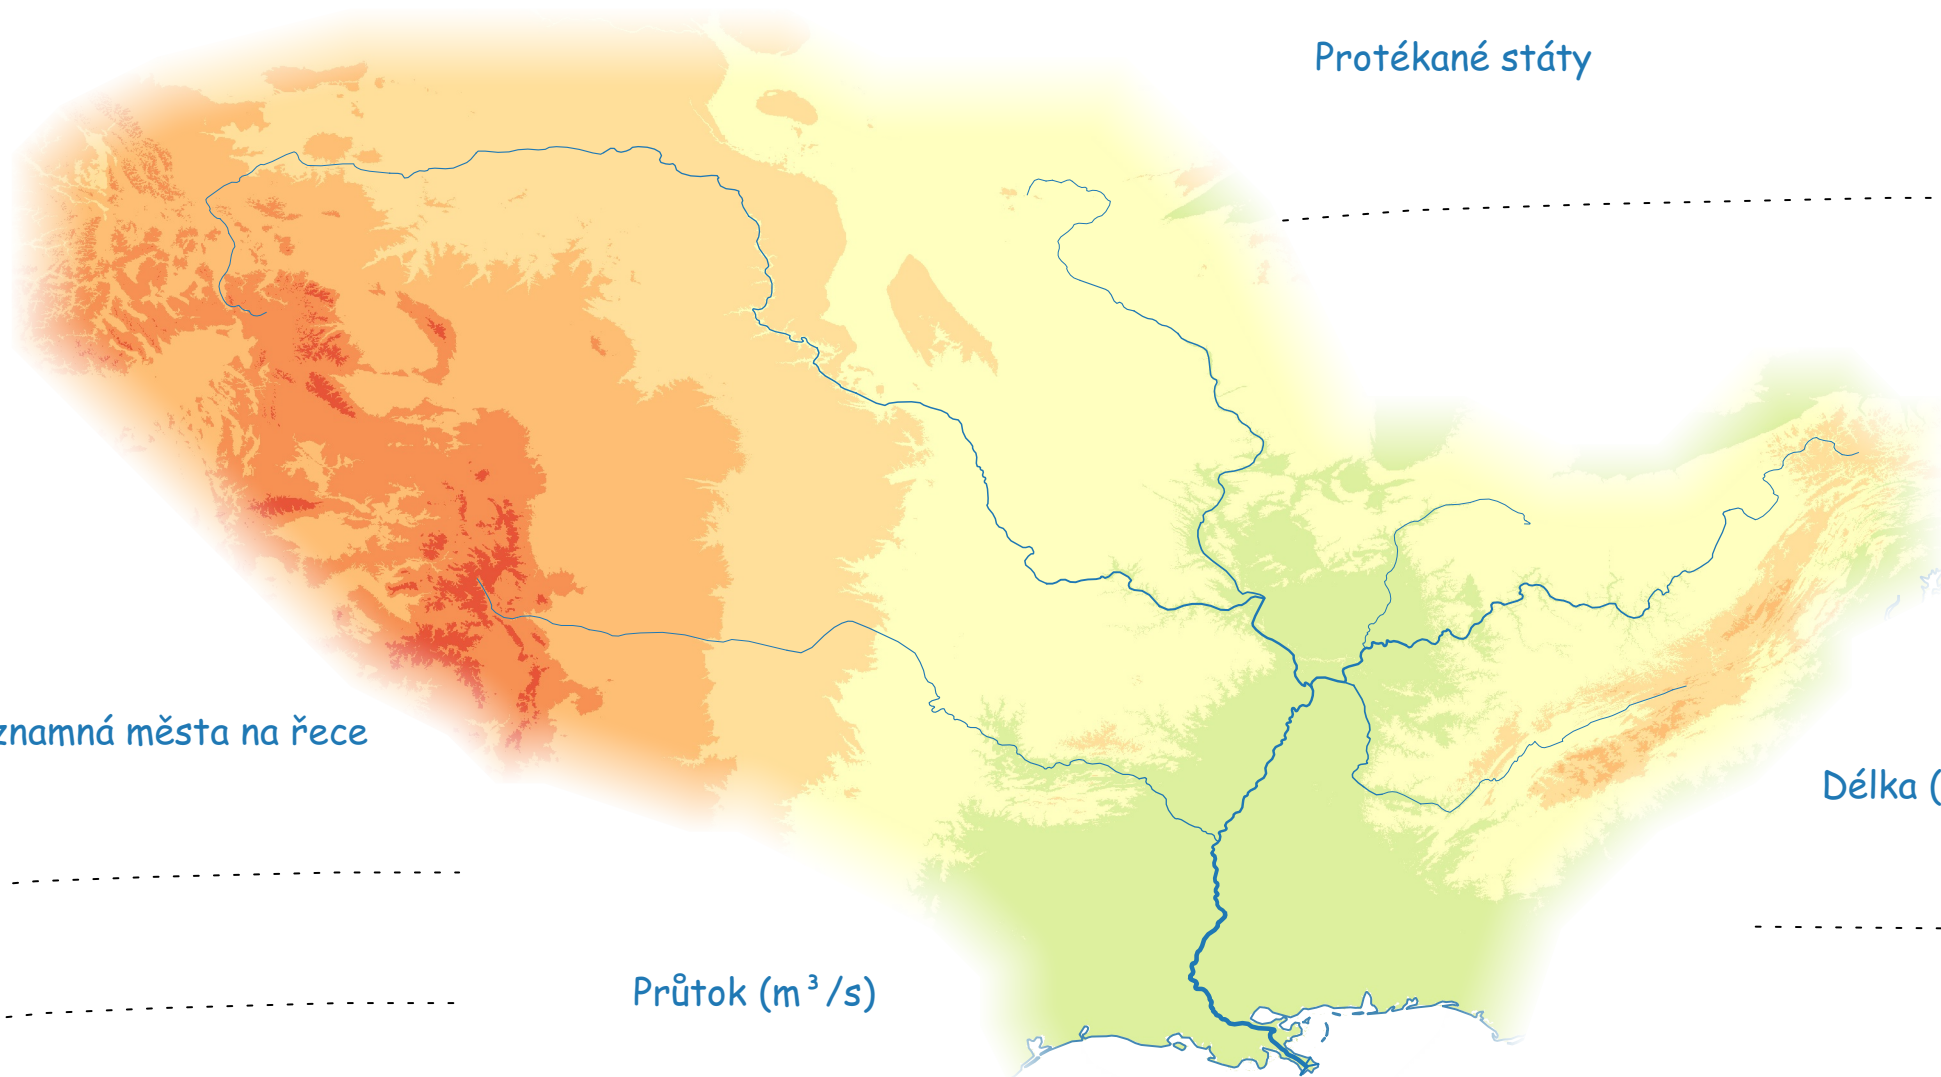 Protékané státy
znamná města na řece
Délka (
Průtok (m³/s)